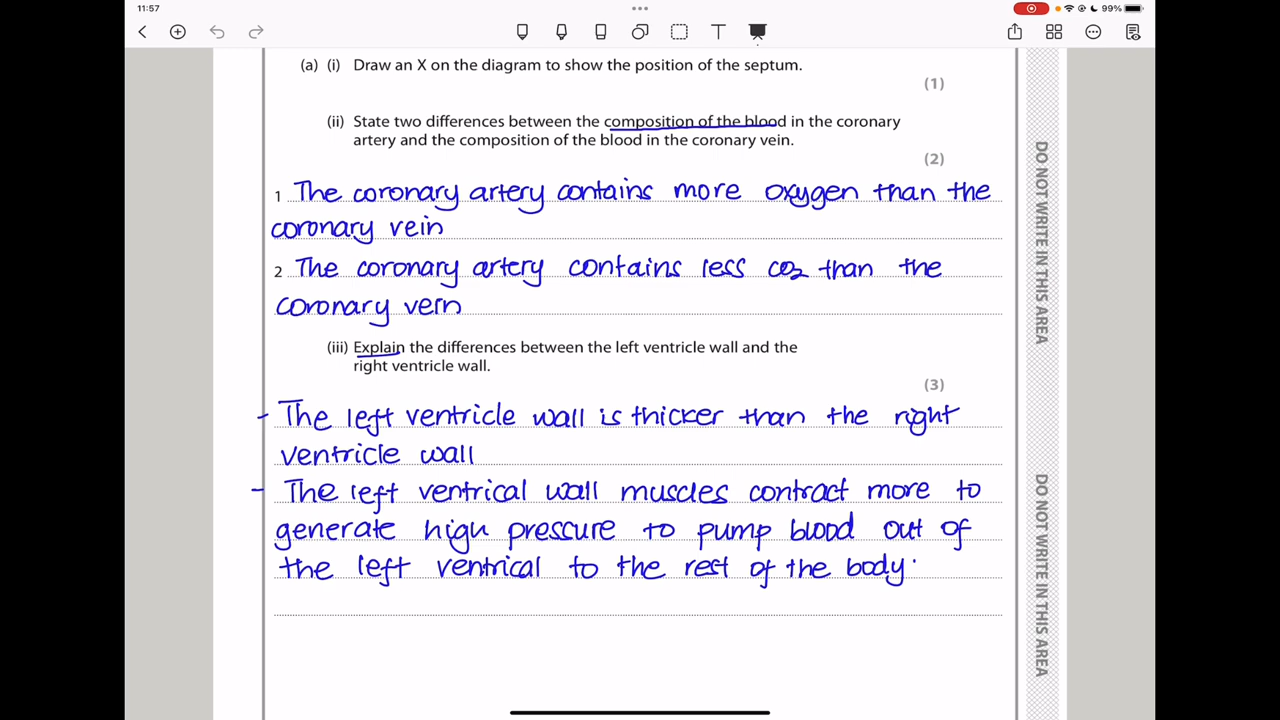 11:57
99%
(a) (i) Draw an X on the diagram to show the position of the septum.
(1)
(ii) State two differences between the composition of the blood in the coronary
artery and the composition of the blood in the coronary vein.
(2)
1 The coronary artery contains more oxygen than the
coronary vein
2 The coronary artery contains less CO2 than the
coronary vein
(iii) Explain the differences between the left ventricle wall and the
right ventricle wall.
(3)
- The left ventricle wall is thicker than the right
ventricle wall
- The left ventrical wall muscles contract more to
generate high pressure to pump blood out of
the left ventrical to the rest of the body.
DO NOT WRITE IN THIS AREA
DO NOT WRITE IN THIS AREA